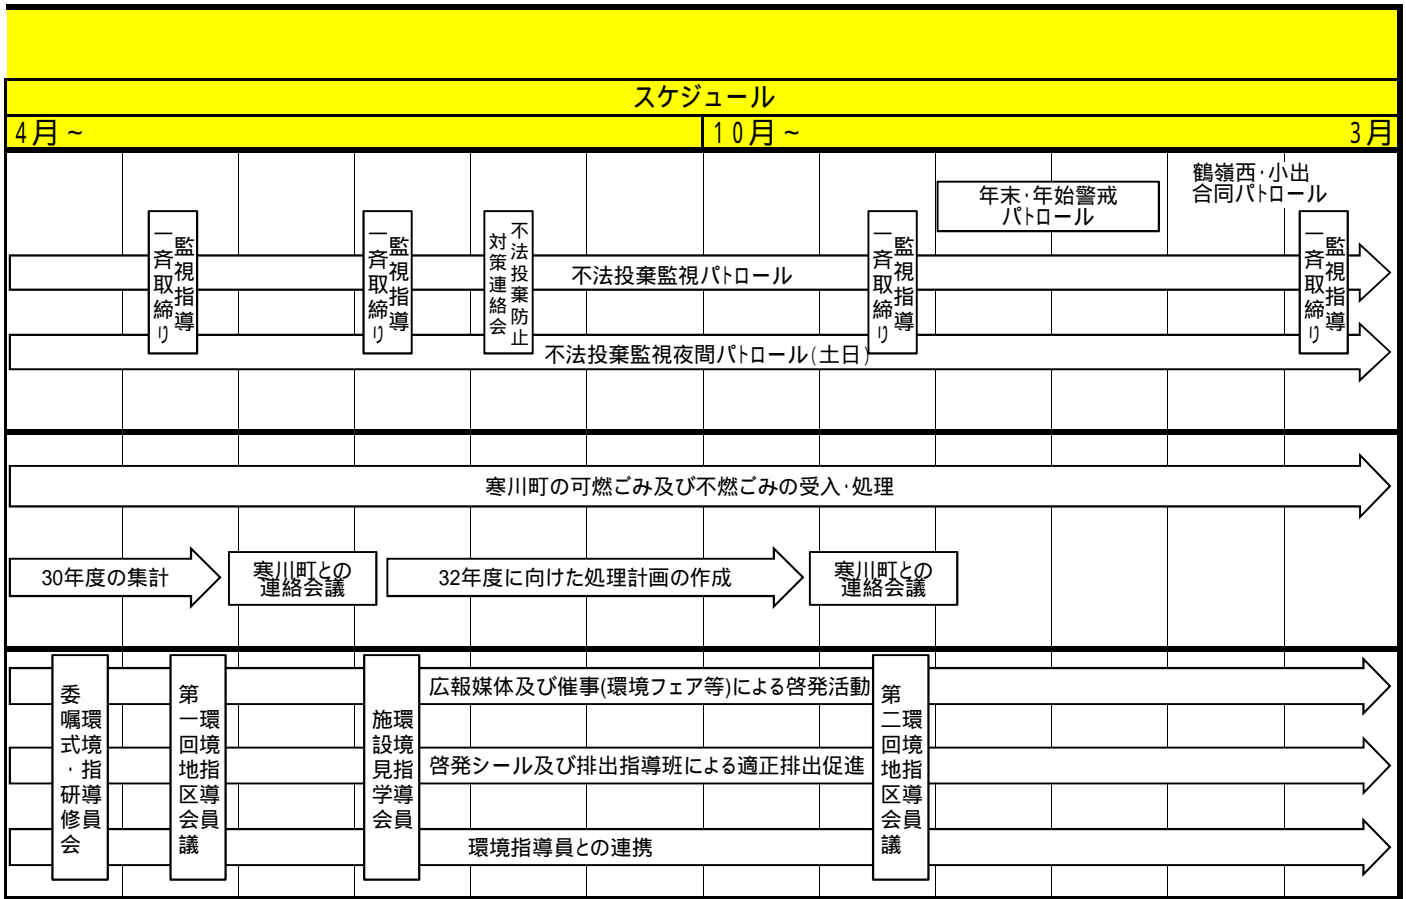 スケジュール
4月~
10月~
3月
鶴嶺西・小出
合同パトロール
年末・年始警戒
パトロール
監視指導
一斉取締り
監視指導
一斉取締り
不法投棄防止
対策連絡会
監視指導
一斉取締り
監視指導
一斉取締り
不法投棄監視パトロール
不法投棄監視夜間パトロール(土日)
寒川町の可燃ごみ及び不燃ごみの受入・処理
30年度の集計
寒川町との
連絡会議
32年度に向けた処理計画の作成
寒川町との
連絡会議
環境指導員
委嘱式・研修会
環境指導員
第一回地区会議
環境指導員
施設見学会
環境指導員
第二回地区会議
広報媒体及び催事(環境フェア等)による啓発活動
啓発シール及び排出指導班による適正排出促進
環境指導員との連携